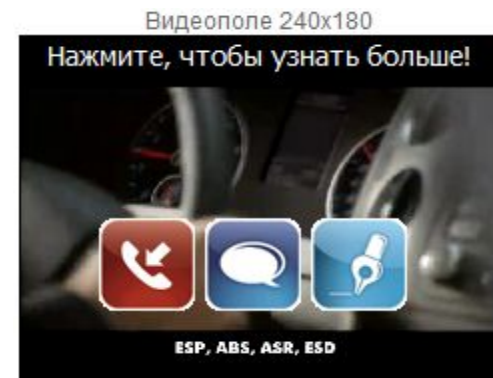 Видеополе 240x180
Нажмите, чтобы узнать больше!
ESP, ABS, ASR, ESD